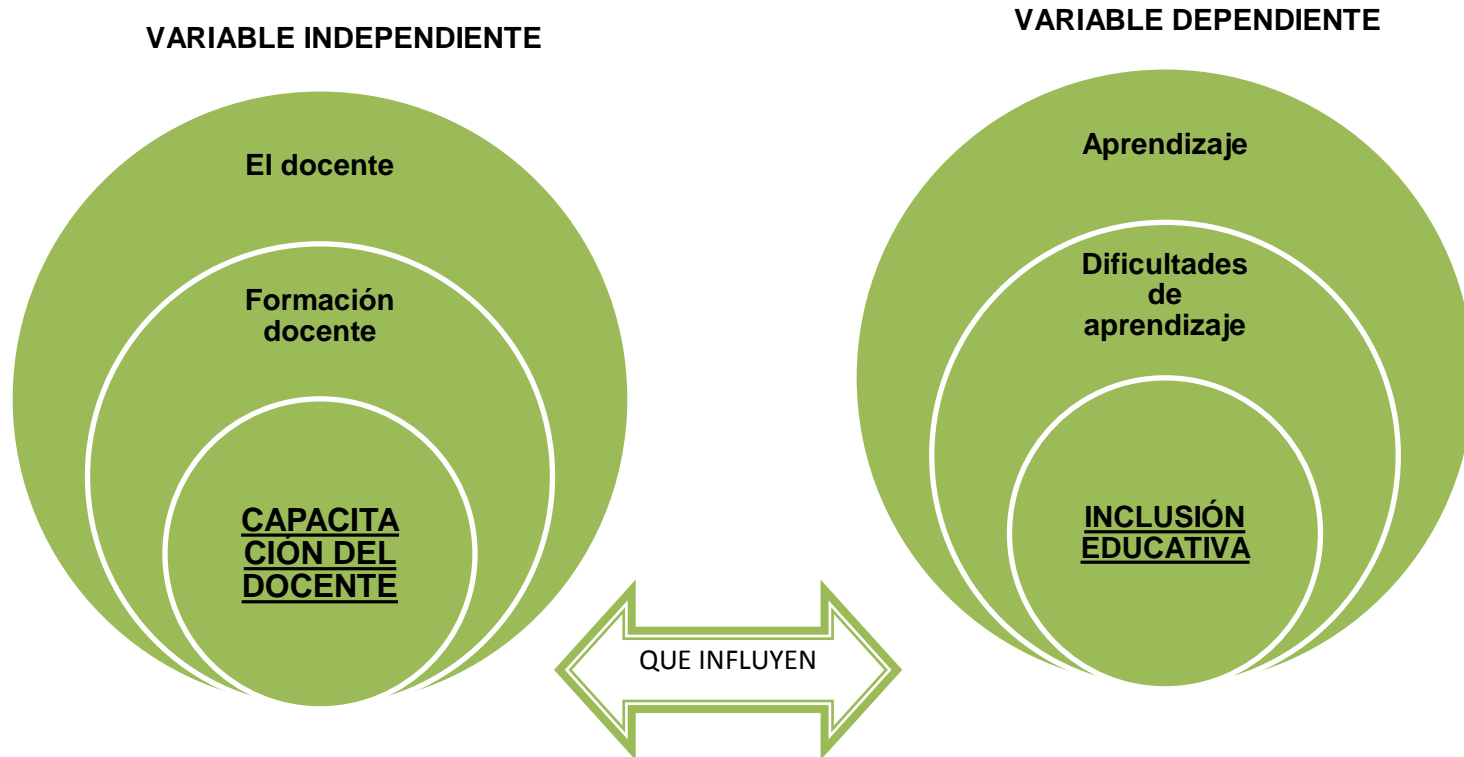 VARIABLE INDEPENDIENTE
El docente
Formación
docente
CAPACITA
CIÓN DEL
DOCENTE
QUE INFLUYEN
VARIABLE DEPENDIENTE
Aprendizaje
Dificultades
de
aprendizaje
INCLUSIÓN
EDUCATIVA